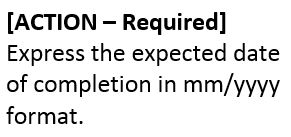 [ACTION – Required]
Express the expected date
of completion in mm/yyyy
format.